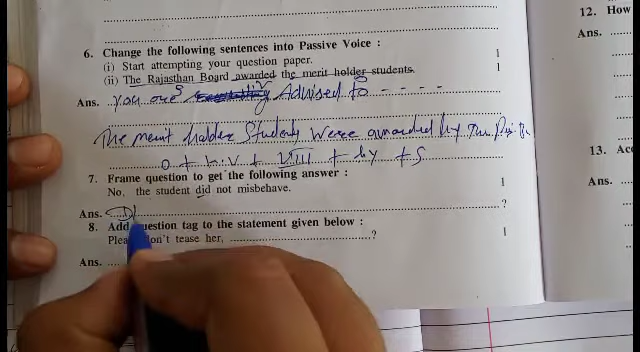 12. How
6. Change the following sentences into Passive Voice :
(i) Start attempting your question paper. 1
(ii) The Rajasthan Board awarded the merit holder students. 1
Ans.
Ans. You are Advised to - - - -
The merit holder Students Were awarded by The
O + h.v + VIII + by + S
13. Acc
7. Frame question to get the following answer :
No, the student did not misbehave. 1
Ans.
Ans. Di ?
8. Add question tag to the statement given below :
Please don't tease her, ? 1
Ans.